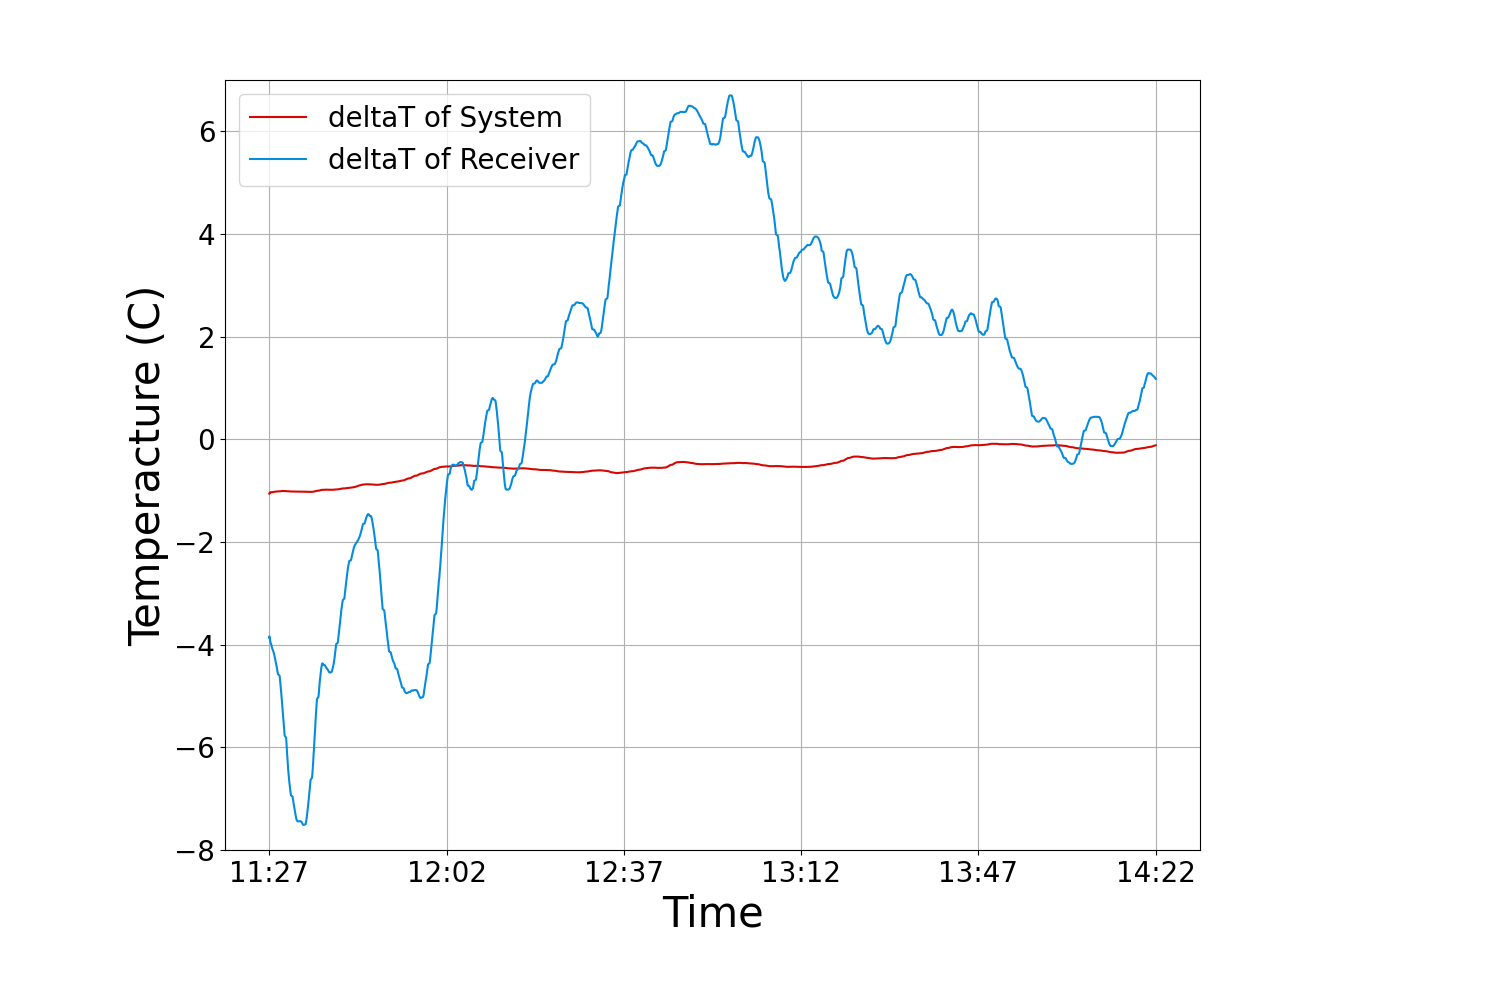 deltaT of System
deltaT of Receiver
6
4
2
0
−2
−4
−6
−8
Temperacture (C)
11:27 12:02 12:37 13:12 13:47 14:22
Time